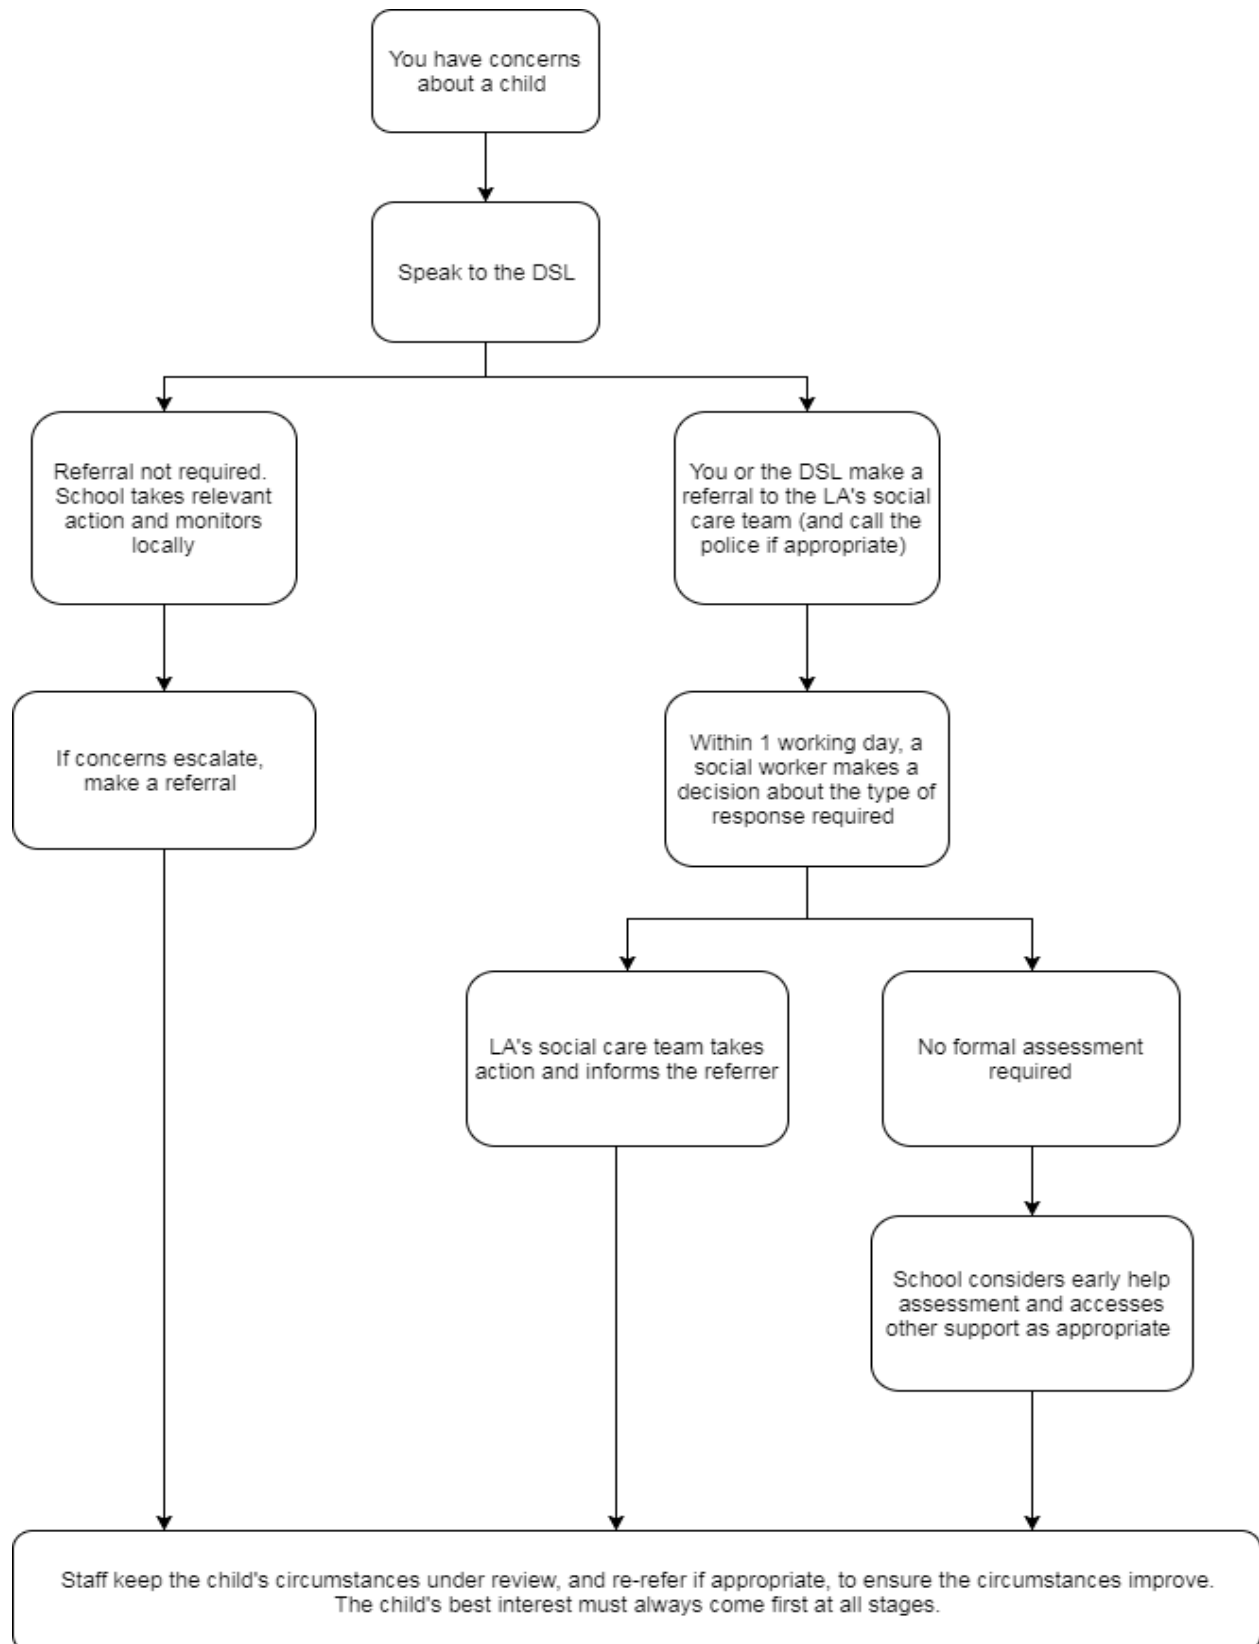 You have concerns
about a child
Speak to the DSL
Referral not required.
School takes relevant
action and monitors
locally
You or the DSL make a
referral to the LA's social
care team (and call the
police if appropriate)
If concerns escalate,
make a referral
Within 1 working day, a
social worker makes a
decision about the type of
response required
LA's social care team takes
action and informs the referrer
No formal assessment
required
School considers early help
assessment and accesses
other support as appropriate
Staff keep the child's circumstances under review, and re-refer if appropriate, to ensure the circumstances improve.
The child's best interest must always come first at all stages.